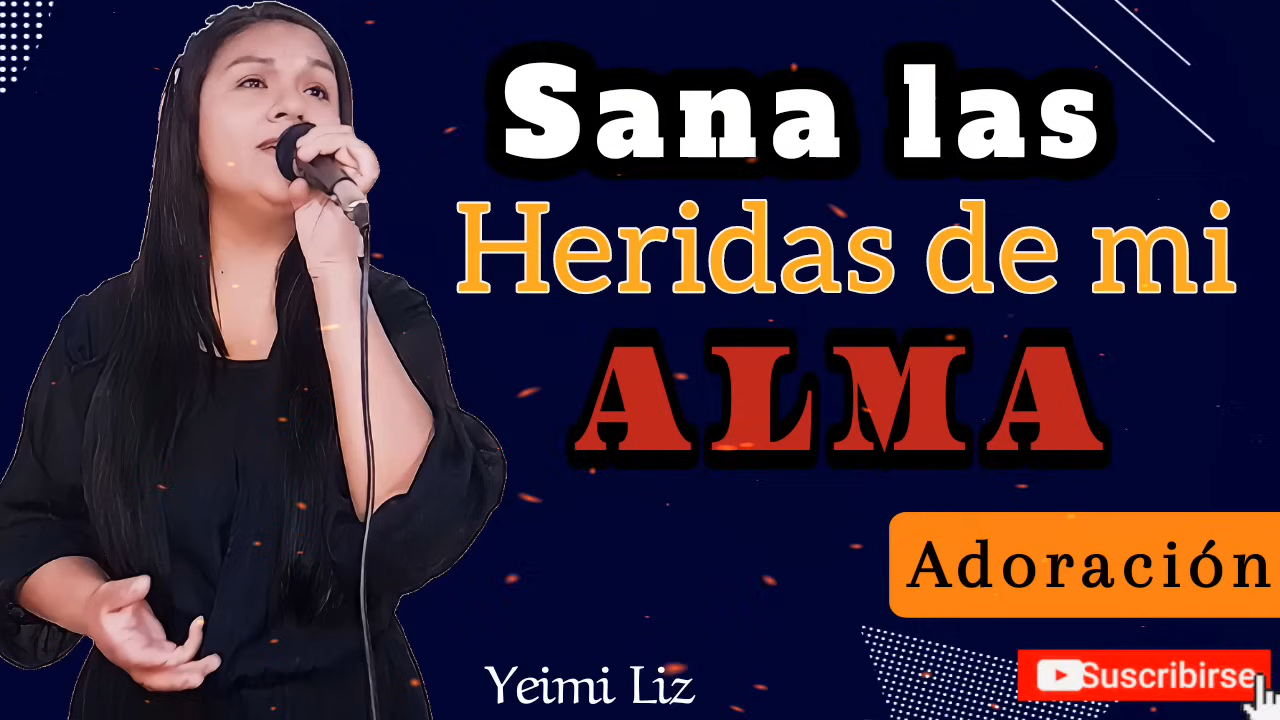 Sana las
Heridas de mi
ALMA
Adoración
Yeimi Liz
Suscribirse